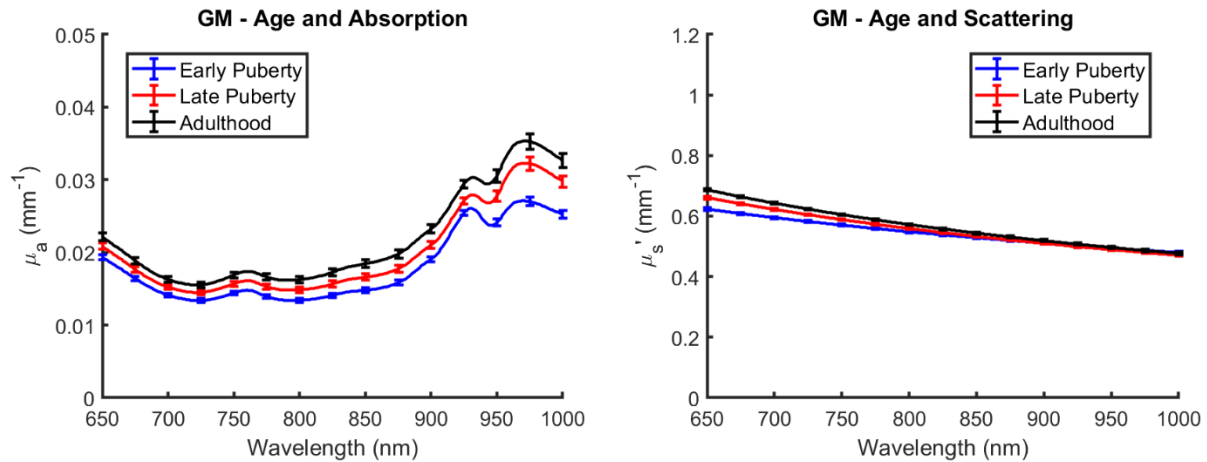 GM - Age and Absorption
0.05
0.04
0.03
0.02
0.01
0
μa (mm⁻¹)
Early Puberty
Late Puberty
Adulthood
650 700 750 800 850 900 950 1000
Wavelength (nm)
GM - Age and Scattering
1.2
1
0.8
0.6
0.4
0.2
0
μs' (mm⁻¹)
Early Puberty
Late Puberty
Adulthood
650 700 750 800 850 900 950 1000
Wavelength (nm)